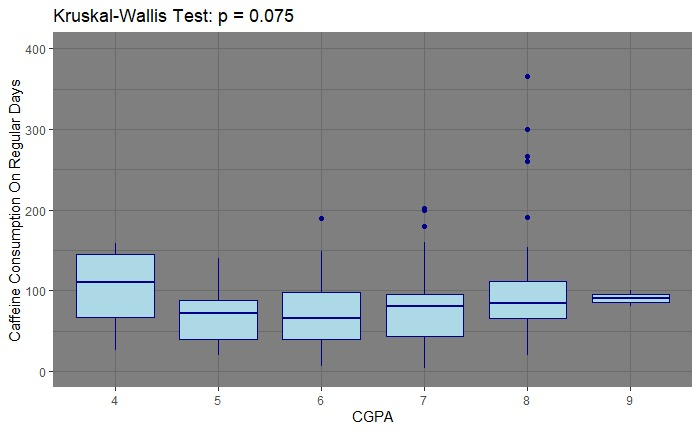 Kruskal-Wallis Test: p = 0.075
Caffeine Consumption On Regular Days
400
300
200
100
0
4 5 6 7 8 9
CGPA